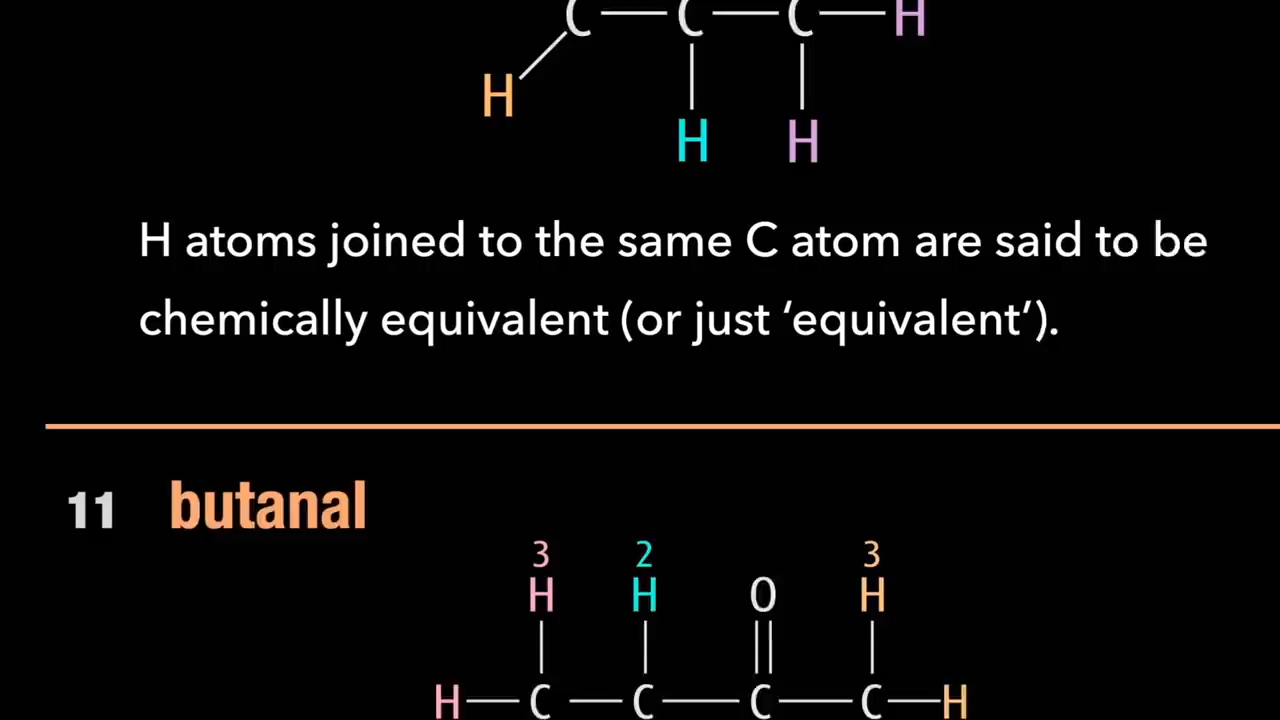 C C C H
H
H H
H atoms joined to the same C atom are said to be
chemically equivalent (or just ‘equivalent’).
11 butanal
3 2 3
H H O H
H C C C C H